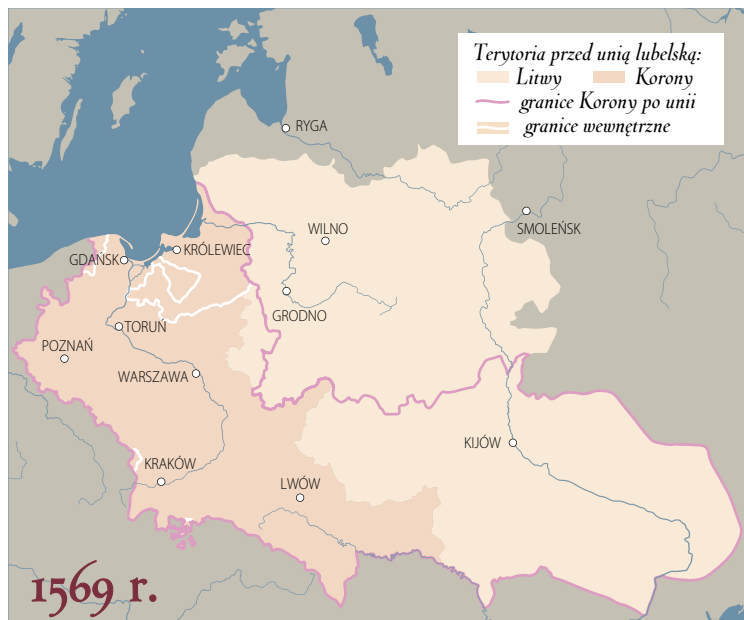 Terytoria przed unią lubelską:
Litwy Korony
granice Korony po unii
granice wewnętrzne
RYGA
SMOLEŃSK
WILNO
KRÓLEWIEC
GDAŃSK
GRODNO
TORUŃ
POZNAŃ
WARSZAWA
KIJÓW
KRAKÓW
LWÓW
1569 r.